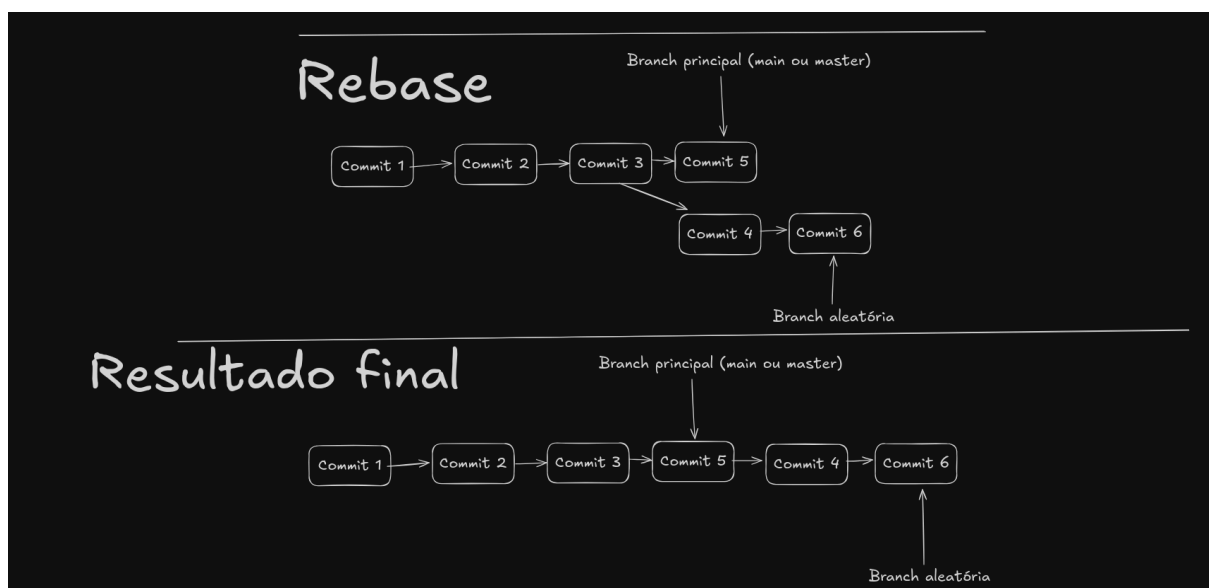 Branch principal (main ou master)
Rebase
Commit 1
Commit 2
Commit 3
Commit 5
Commit 4
Commit 6
Branch aleatória
Resultado final
Branch principal (main ou master)
Commit 1
Commit 2
Commit 3
Commit 5
Commit 4
Commit 6
Branch aleatória